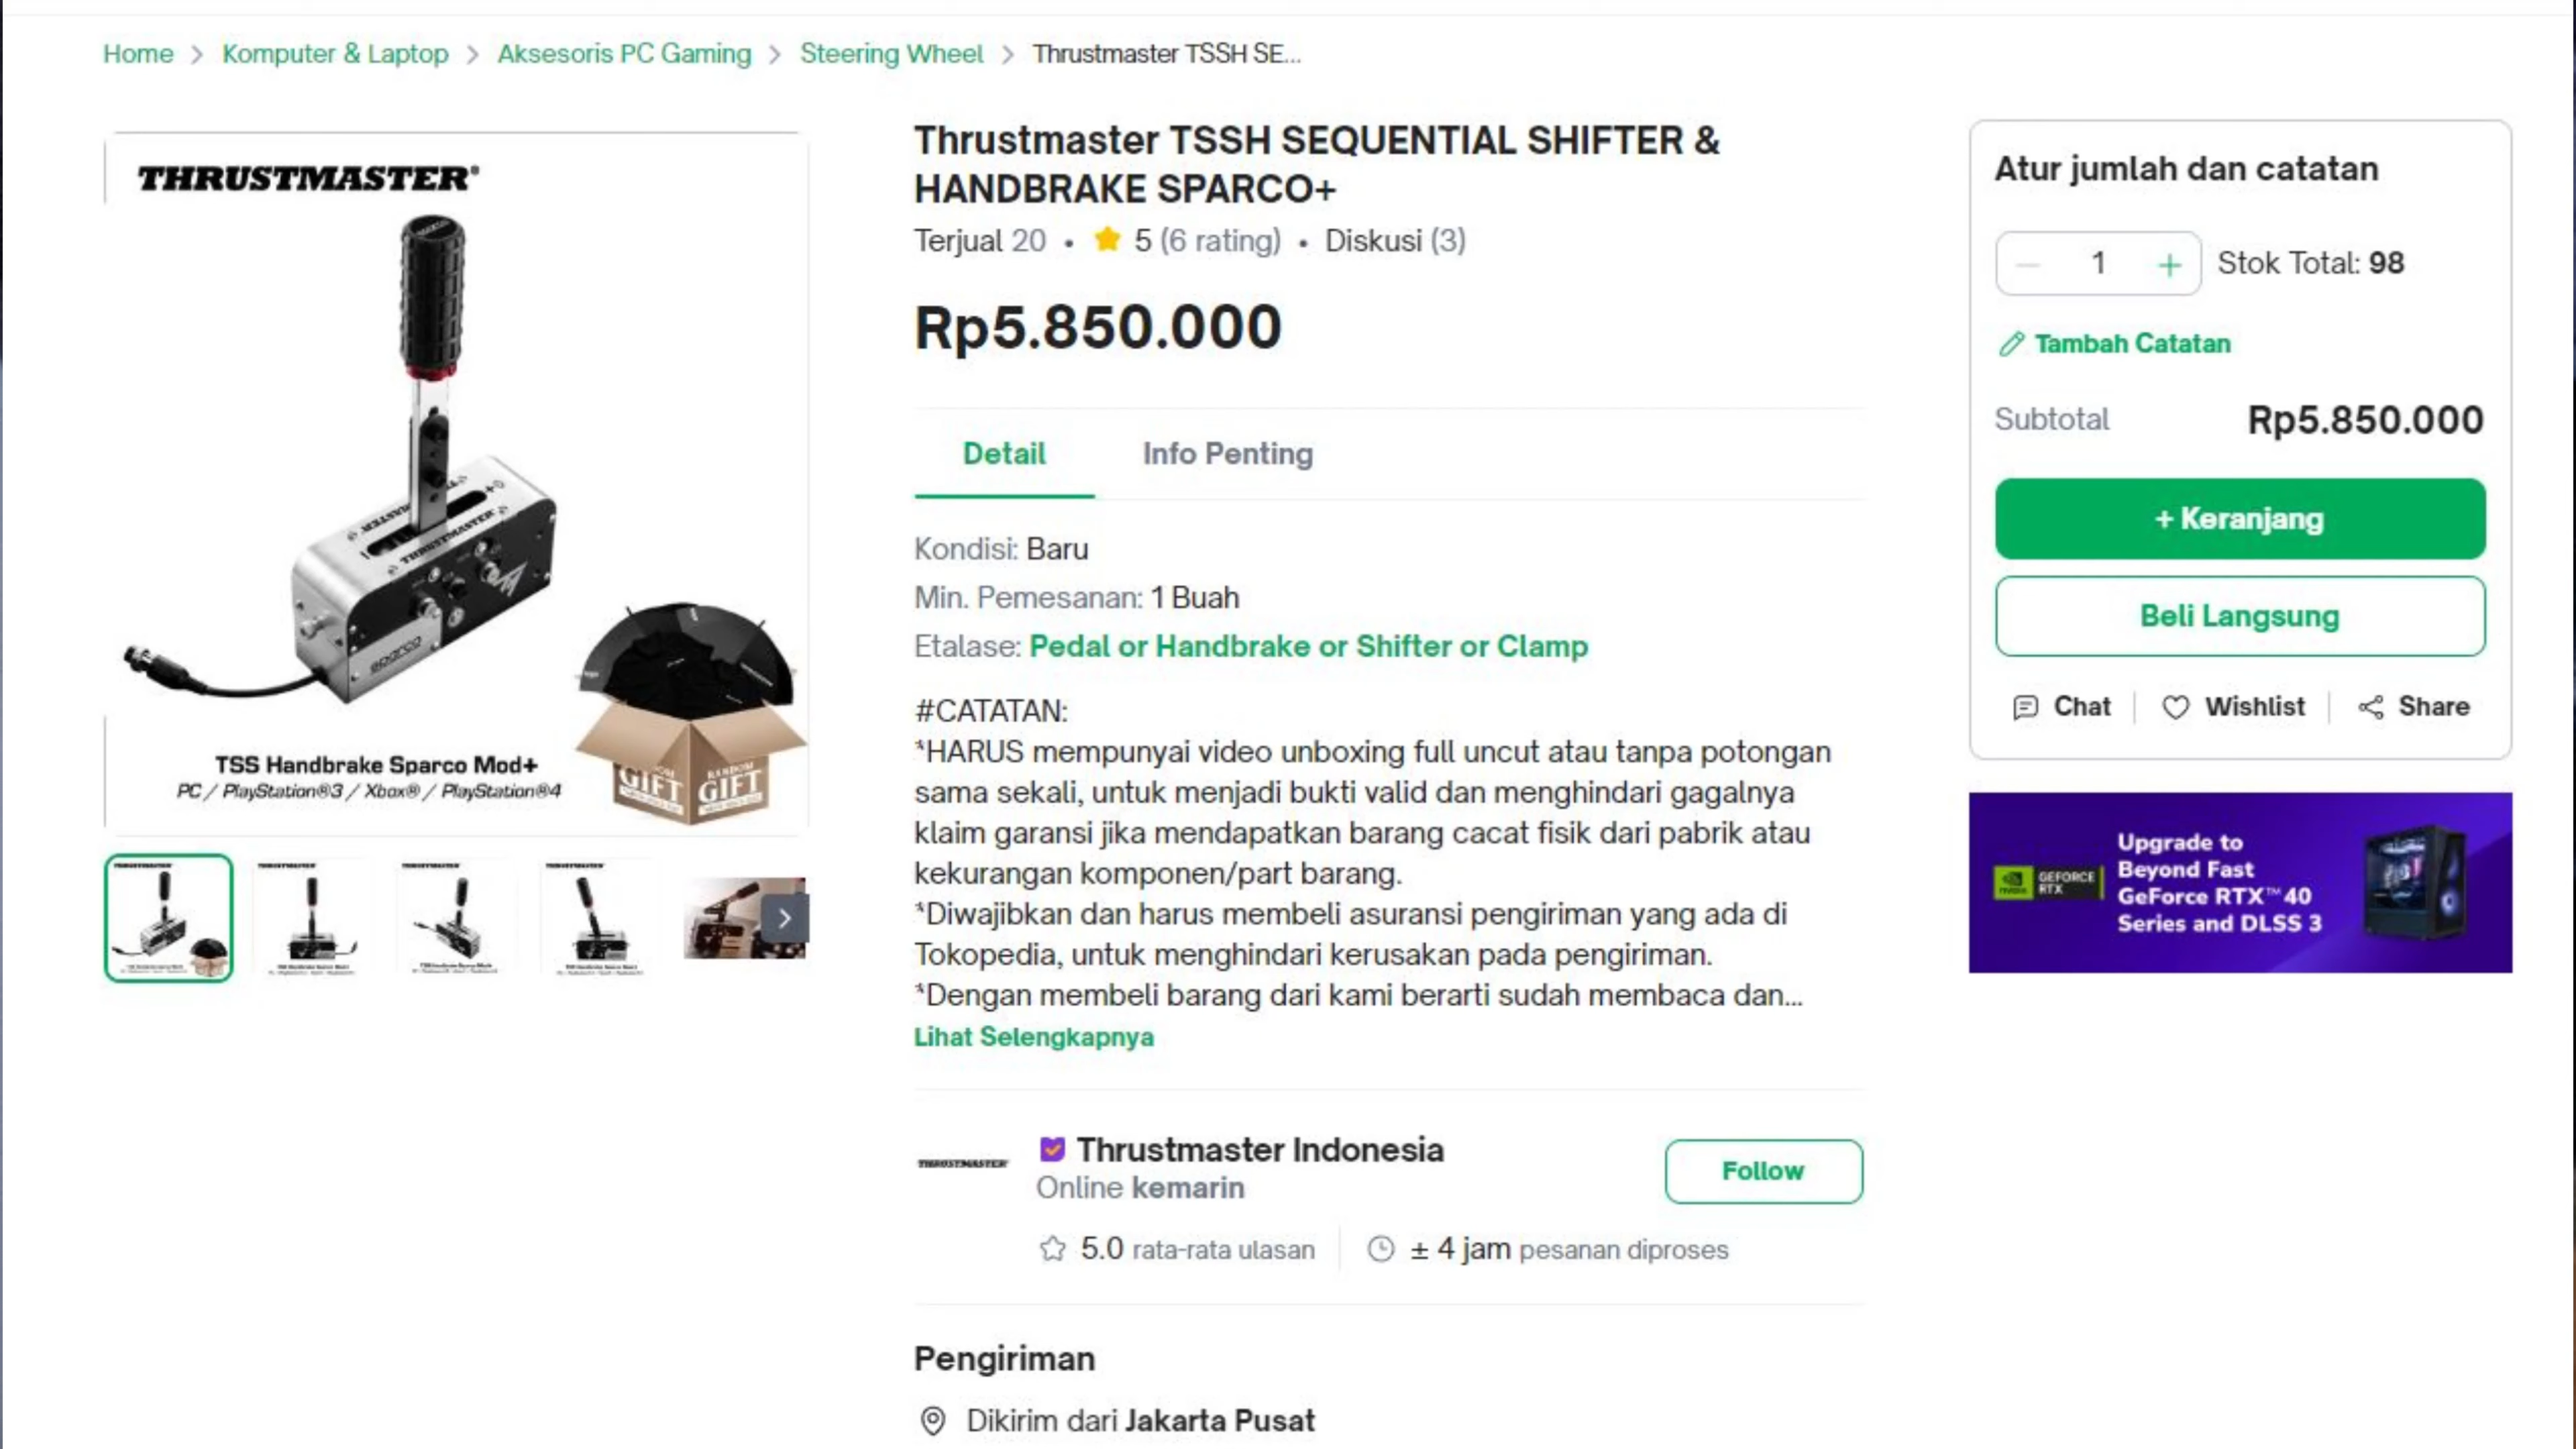 Home > Komputer & Laptop > Aksesoris PC Gaming > Steering Wheel > Thrustmaster TSSH SE...
THRUSTMASTER®
THRUSTMASTER
sparco
GIFT
RANDOM
GIFT
TSS Handbrake Sparco Mod+
PC / PlayStation®3 / Xbox® / PlayStation®4
Thrustmaster TSSH SEQUENTIAL SHIFTER &
HANDBRAKE SPARCO+
Terjual 20 • 5 (6 rating) • Diskusi (3)
Rp5.850.000
Detail
Info Penting
Kondisi: Baru
Min. Pemesanan: 1 Buah
Etalase: Pedal or Handbrake or Shifter or Clamp
#CATATAN:
*HARUS mempunyai video unboxing full uncut atau tanpa potongan
sama sekali, untuk menjadi bukti valid dan menghindari gagalnya
klaim garansi jika mendapatkan barang cacat fisik dari pabrik atau
kekurangan komponen/part barang.
*Diwajibkan dan harus membeli asuransi pengiriman yang ada di
Tokopedia, untuk menghindari kerusakan pada pengiriman.
*Dengan membeli barang dari kami berarti sudah membaca dan...
Lihat Selengkapnya
THRUSTMASTER
Thrustmaster Indonesia
Online kemarin
Follow
5.0 rata-rata ulasan
± 4 jam pesanan diproses
Pengiriman
Dikirim dari Jakarta Pusat
Atur jumlah dan catatan
1
Stok Total: 98
Tambah Catatan
Subtotal
Rp5.850.000
+ Keranjang
Beli Langsung
Chat
Wishlist
Share
GEFORCE
RTX
Upgrade to
Beyond Fast
GeForce RTX™ 40
Series and DLSS 3